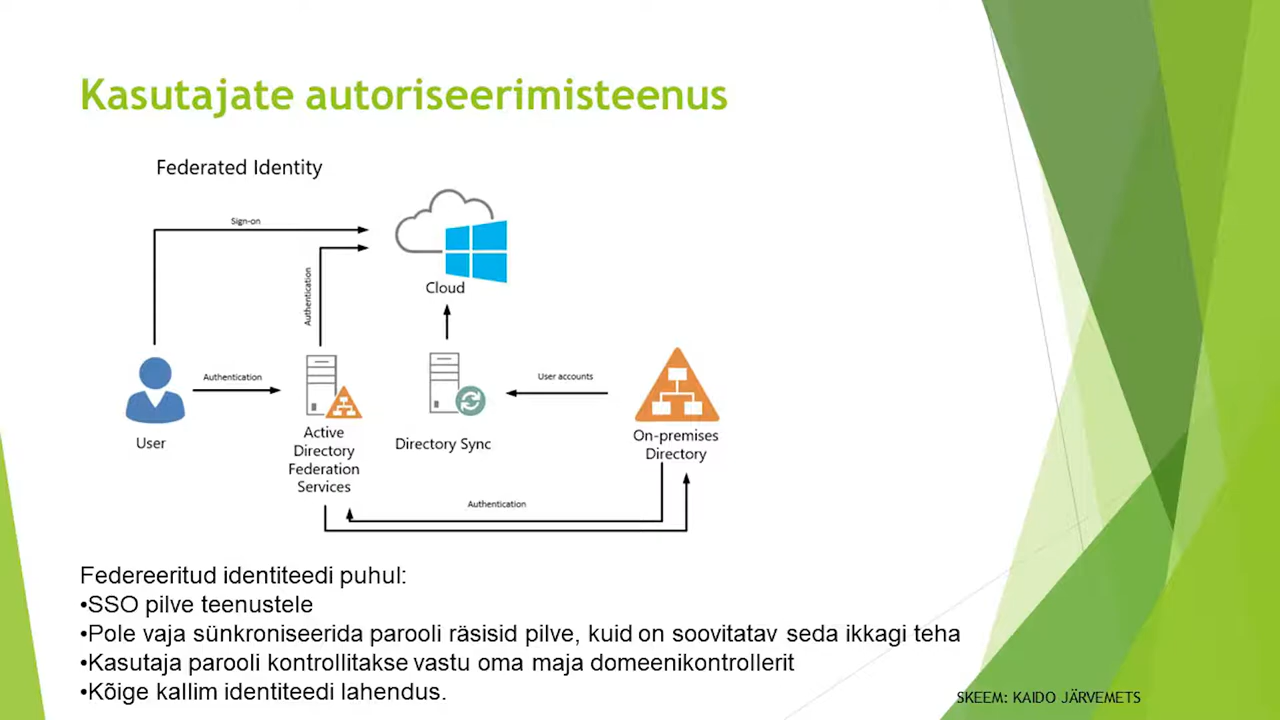 Kasutajate autoriseerimisteenus
Federated Identity
Sign-on
Authentication
Cloud
Authentication
User accounts
User
Active
Directory
Federation
Services
Directory Sync
On-premises
Directory
Authentication
Federeeritud identiteedi puhul:
•SSO pilve teenustele
•Pole vaja sünkroniseerida parooli räsisid pilve, kuid on soovitatav seda ikkagi teha
•Kasutaja parooli kontrollitakse vastu oma maja domeenikontrollerit
•Kõige kallim identiteedi lahendus.
SKEEM: KAIDO JÄRVEMETS